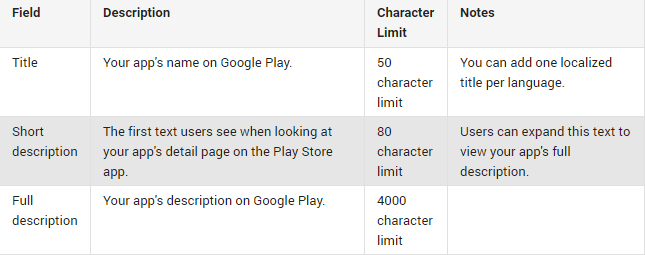 Field Description Character Limit Notes
Title Your app's name on Google Play. 50 character limit You can add one localized title per language.
Short description The first text users see when looking at your app's detail page on the Play Store app. 80 character limit Users can expand this text to view your app's full description.
Full description Your app's description on Google Play. 4000 character limit